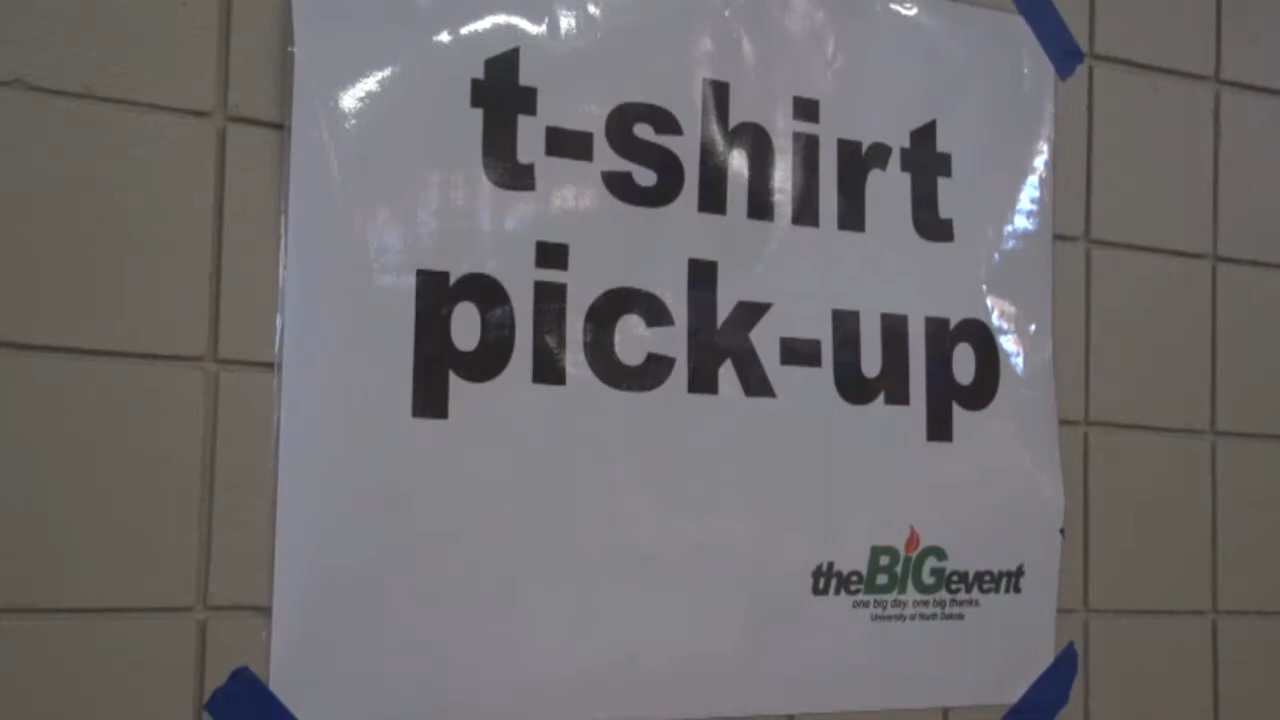 t-shirt
pick-up
theBiGevent
one big day. one big thanks.
University of North Dakota